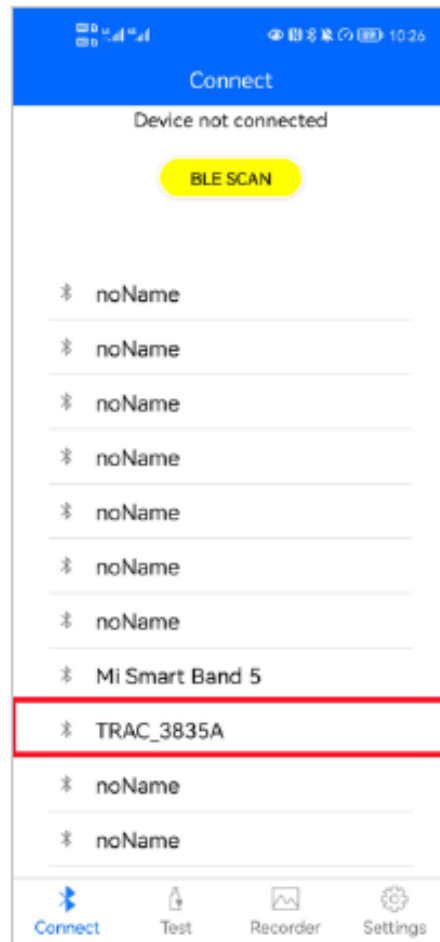 10:26
Connect
Device not connected
BLE SCAN
noName
noName
noName
noName
noName
noName
noName
Mi Smart Band 5
TRAC_3835A
noName
noName
Connect Test Recorder Settings